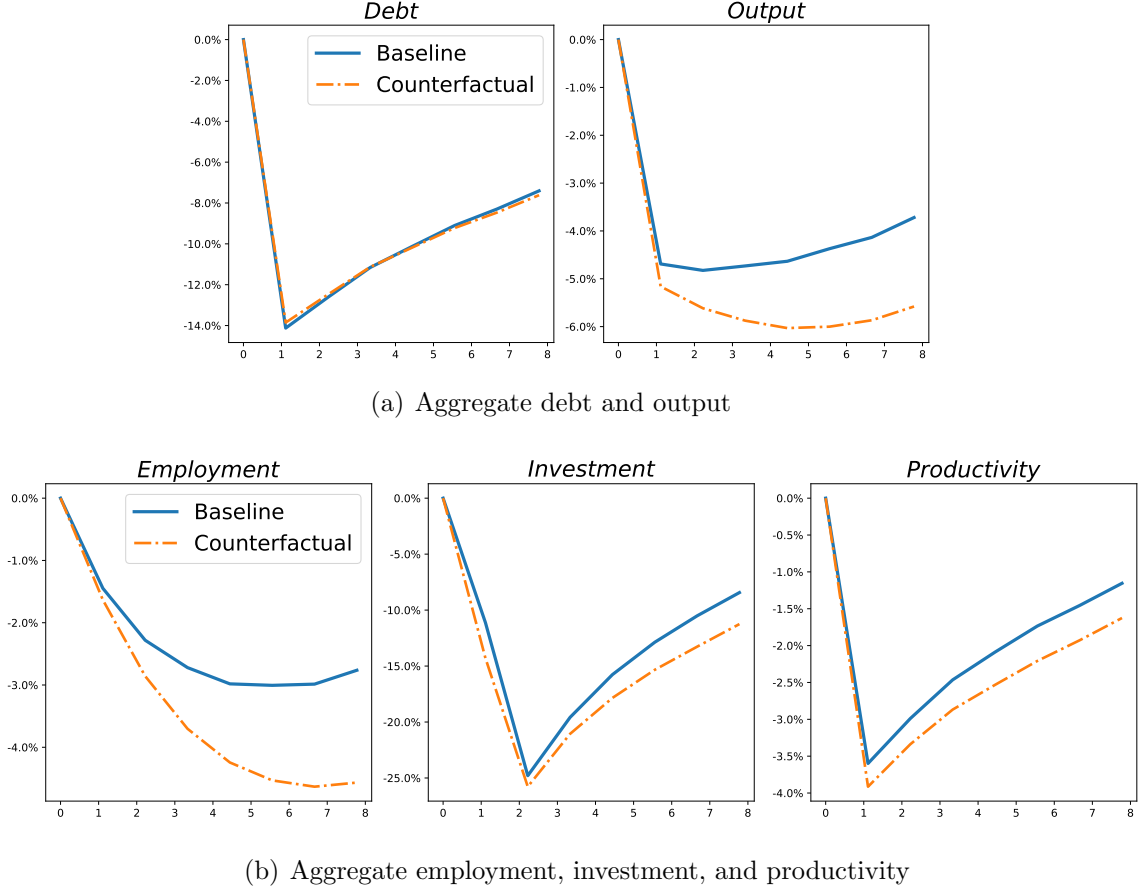 Debt
Output
0.0%
-2.0%
-4.0%
-6.0%
-8.0%
-10.0%
-12.0%
-14.0%
Baseline
Counterfactual
0 1 2 3 4 5 6 7 8
0.0%
-1.0%
-2.0%
-3.0%
-4.0%
-5.0%
-6.0%
0 1 2 3 4 5 6 7 8
(a) Aggregate debt and output
Employment
Investment
Productivity
0.0%
-1.0%
-2.0%
-3.0%
-4.0%
Baseline
Counterfactual
0 1 2 3 4 5 6 7 8
0.0%
-5.0%
-10.0%
-15.0%
-20.0%
-25.0%
0 1 2 3 4 5 6 7 8
0.0%
-0.5%
-1.0%
-1.5%
-2.0%
-2.5%
-3.0%
-3.5%
-4.0%
0 1 2 3 4 5 6 7 8
(b) Aggregate employment, investment, and productivity